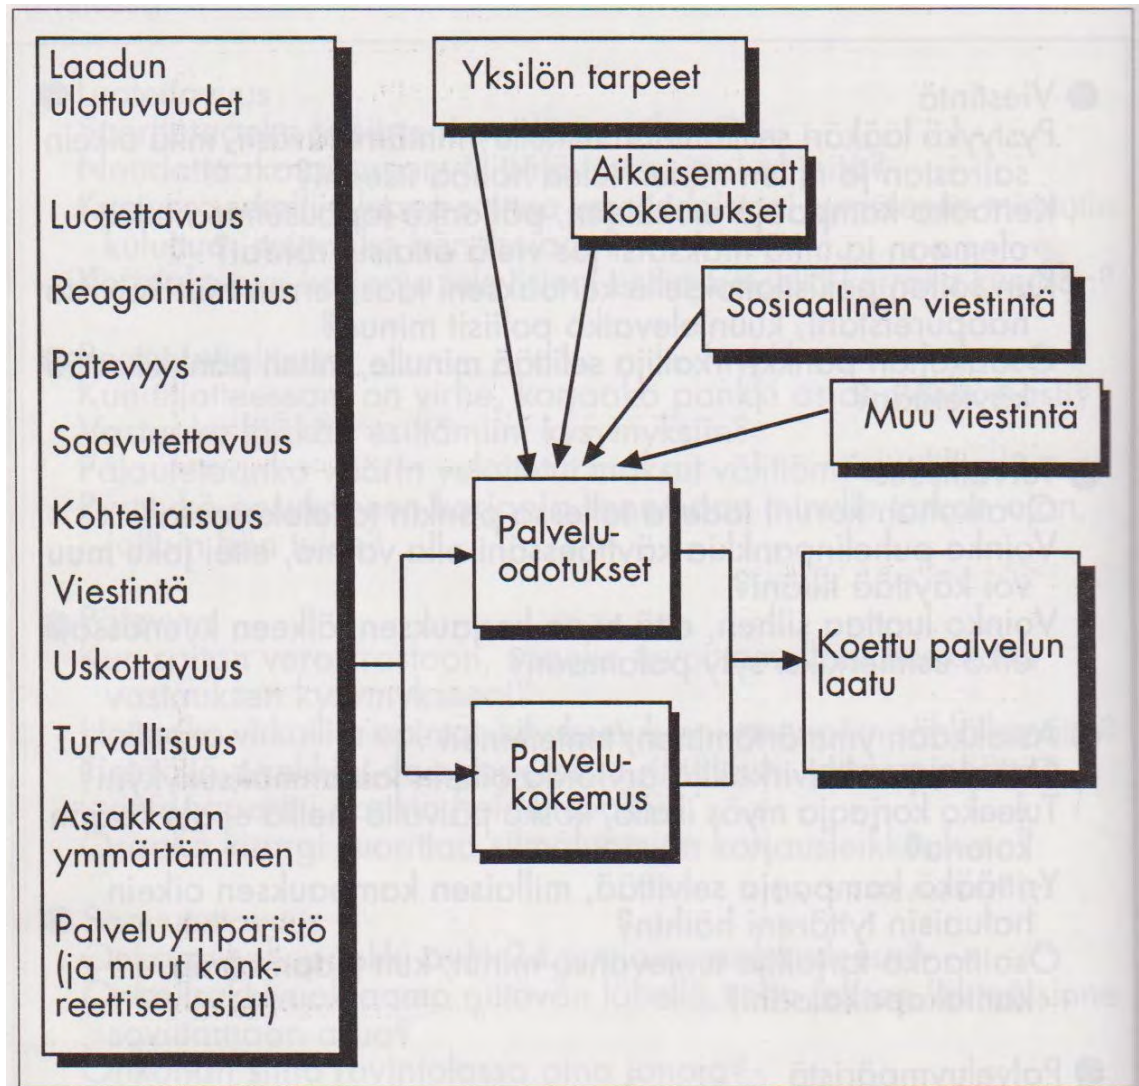 Laadun
ulottuvuudet
Luotettavuus
Reagointialttius
Pätevyys
Saavutettavuus
Kohteliaisuus
Viestintä
Uskottavuus
Turvallisuus
Asiakkaan
ymmärtäminen
Palveluympäristö
(ja muut konk-
reettiset asiat)
Yksilön tarpeet
Aikaisemmat
kokemukset
Sosiaalinen viestintä
Muu viestintä
Palvelu-
odotukset
Palvelu-
kokemus
Koettu palvelun
laatu